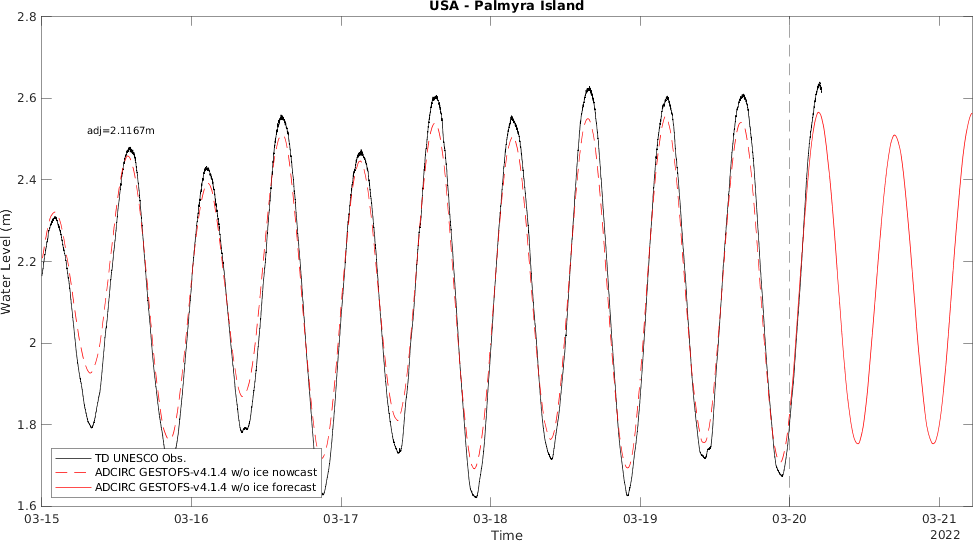 USA - Palmyra Island
2.8
2.6
2.4
2.2
2
1.8
1.6
Water Level (m)
adj=2.1167m
TD UNESCO Obs.
ADCIRC GESTOFS-v4.1.4 w/o ice nowcast
ADCIRC GESTOFS-v4.1.4 w/o ice forecast
03-15 03-16 03-17 03-18 03-19 03-20 03-21
Time
2022